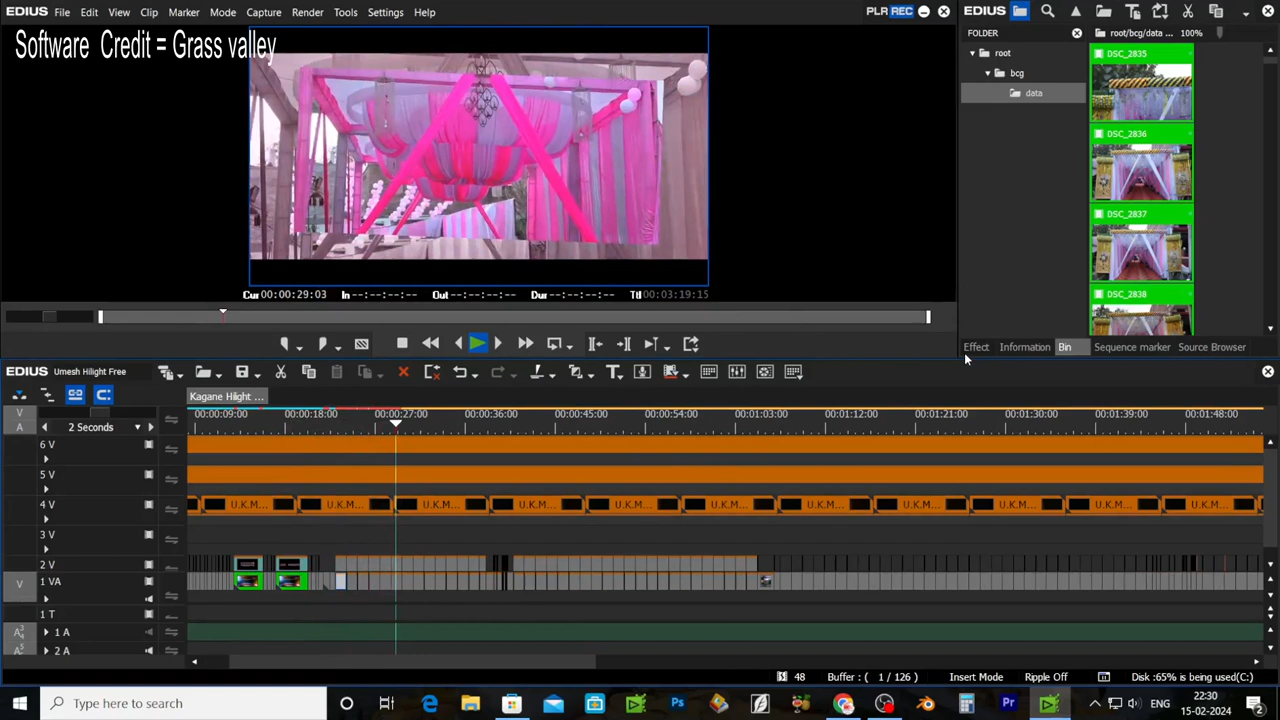 EDIUS File Edit View Clip Marker Mode Capture Render Tools Settings Help PLR REC
Software Credit = Grass valley
Cur 00:00:29:03 In --:--:--:-- Out --:--:--:-- Dur --:--:--:-- Ttl 00:03:19:15
EDIUS
FOLDER
root/bcg/data ... 100%
root
bcg
data
DSC_2835
DSC_2836
DSC_2837
DSC_2838
Effect Information Bin Sequence marker Source Browser
EDIUS Umesh Hilight Free
Kagane Hilight ...
V
A
2 Seconds
00:00:09:00 00:00:18:00 00:00:27:00 00:00:36:00 00:00:45:00 00:00:54:00 00:01:03:00 00:01:12:00 00:01:21:00 00:01:30:00 00:01:39:00 00:01:48:00
6 V
5 V
4 V
U.K.M... U.K.M... U.K.M... U.K.M... U.K.M... U.K.M... U.K.M... U.K.M... U.K.M... U.K.M... U.K.M...
3 V
2 V
V 1 VA
1 T
1 A
2 A
48 Buffer : ( 1 / 126 ) Insert Mode Ripple Off Disk :65% is being used(C:)
Type here to search
Ps
Pr
ENG
22:30
15-02-2024
2